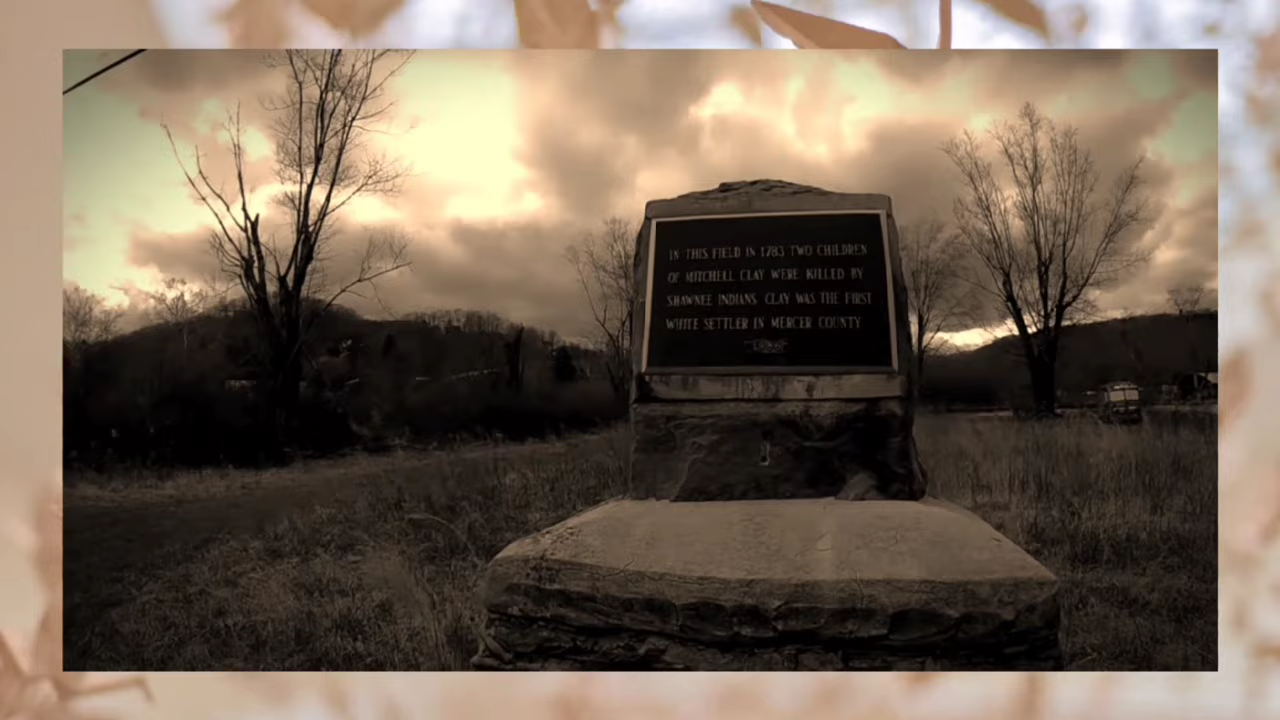 IN THIS FIELD IN 1783 TWO CHILDREN
OF MITCHELL CLAY WERE KILLED BY
SHAWNEE INDIANS CLAY WAS THE FIRST
WHITE SETTLER IN MERCER COUNTY